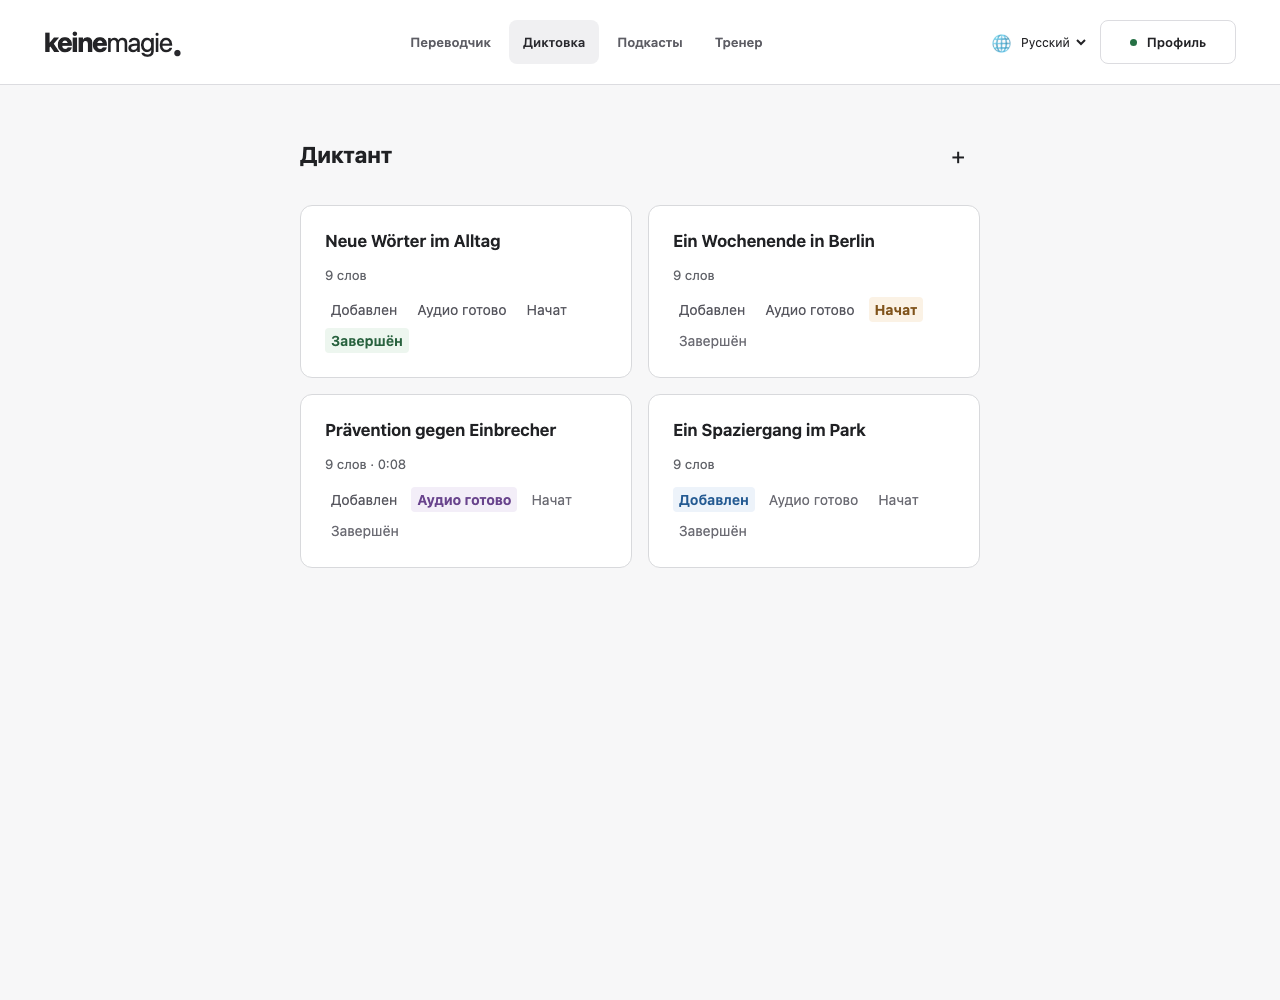 keinemagie.
Переводчик
Диктовка
Подкасты
Тренер
Русский
Профиль
Диктант
+
Neue Wörter im Alltag
9 слов
Добавлен Аудио готово Начат
Завершён
Ein Wochenende in Berlin
9 слов
Добавлен Аудио готово Начат
Завершён
Prävention gegen Einbrecher
9 слов · 0:08
Добавлен Аудио готово Начат
Завершён
Ein Spaziergang im Park
9 слов
Добавлен Аудио готово Начат
Завершён